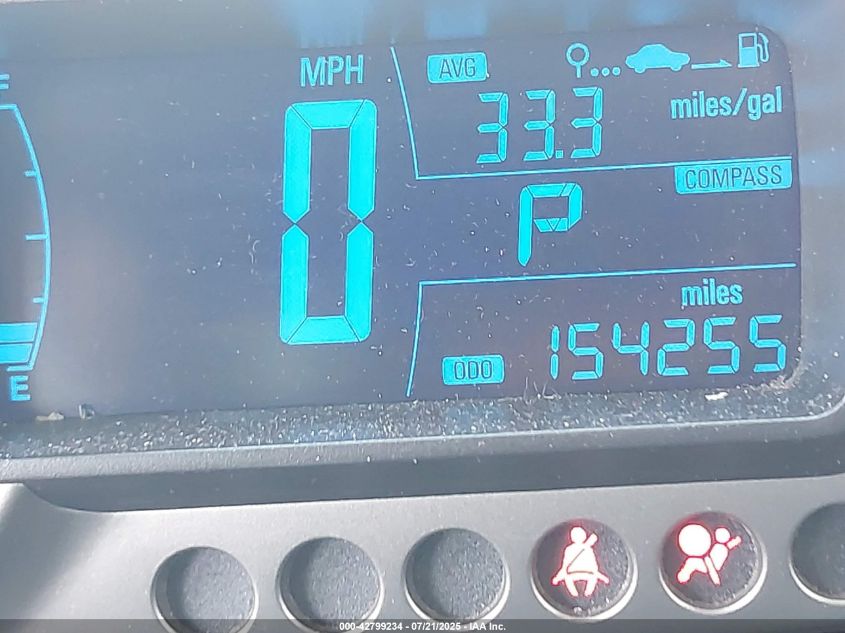 F
MPH
AVG
33.3
miles/gal
COMPASS
0
P
miles
E
ODO
154255
000-42799234 - 07/21/2025 - IAA Inc.